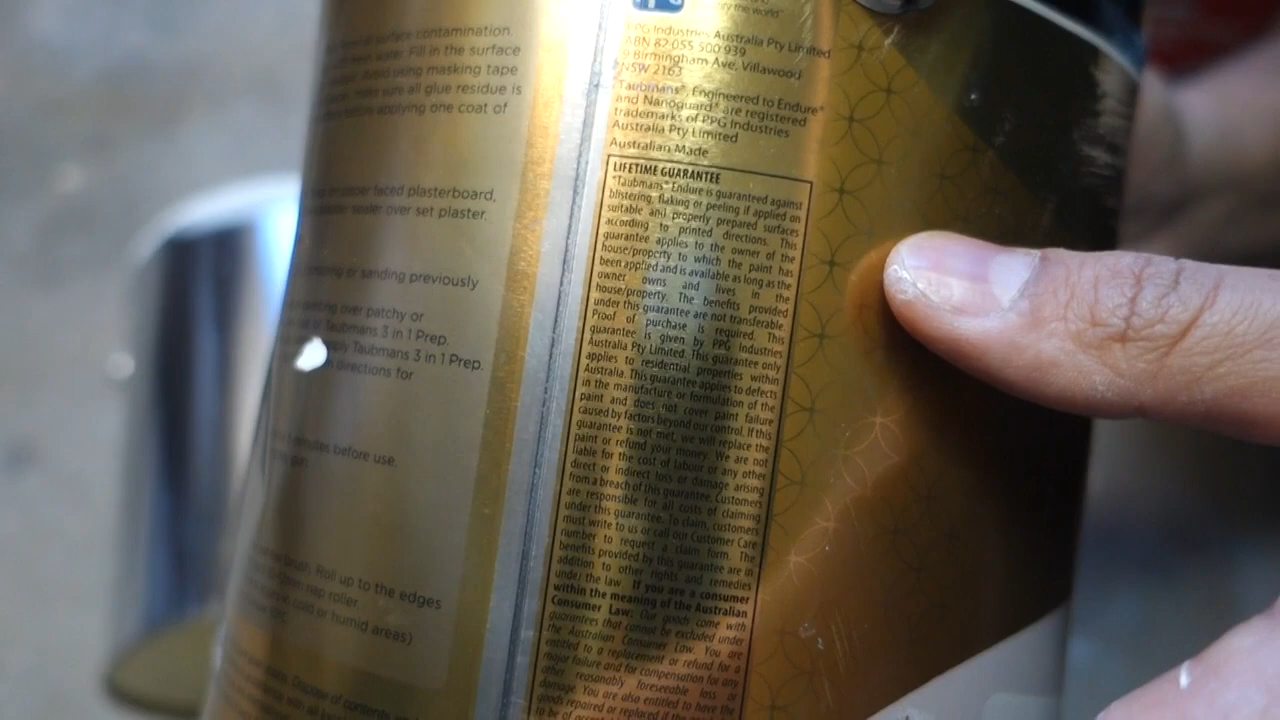 surface contamination.
water. Fill in the surface
Avoid using masking tape
make sure all glue residue is
before applying one coat of
paper faced plasterboard,
sealer over set plaster.
or sanding previously
over patchy or
Taubmans 3 in 1 Prep.
Taubmans 3 in 1 Prep.
directions for
minutes before use.
brush. Roll up to the edges
nap roller.
cold or humid areas)
Dispose of contents
the world"
PPG Industries Australia Pty Limited
ABN 82 055 500 939
9 Birmingham Ave, Villawood
NSW 2163
Taubmans®, Engineered to Endure®
and Nanoguard® are registered
trademarks of PPG Industries
Australia Pty Limited
Australian Made
LIFETIME GUARANTEE
"Taubmans® Endure is guaranteed against
blistering, flaking or peeling if applied on
suitable and properly prepared surfaces
according to printed directions. This
guarantee applies to the owner of the
house/property to which the paint has
been applied and is available as long as the
owner owns and lives in the
house/property. The benefits provided
under this guarantee are not transferable.
Proof of purchase is required. This
guarantee is given by PPG Industries
Australia Pty Limited. This guarantee only
applies to residential properties within
Australia. This guarantee applies to defects
in the manufacture or formulation of the
paint and does not cover paint failure
caused by factors beyond our control. If this
guarantee is not met, we will replace the
paint or refund your money. We are not
liable for the cost of labour or any other
direct or indirect loss or damage arising
from a breach of this guarantee. Customers
are responsible for all costs of claiming
under this guarantee. To claim, customers
must write to us or call our Customer Care
number to request a claim form. The
benefits provided by this guarantee are in
addition to other rights and remedies
under the law. If you are a consumer
within the meaning of the Australian
Consumer Law: Our goods come with
guarantees that cannot be excluded under
the Australian Consumer Law. You are
entitled to a replacement or refund for a
major failure and for compensation for any
other reasonably foreseeable loss or
damage. You are also entitled to have the
goods repaired or replaced if the goods
to be of